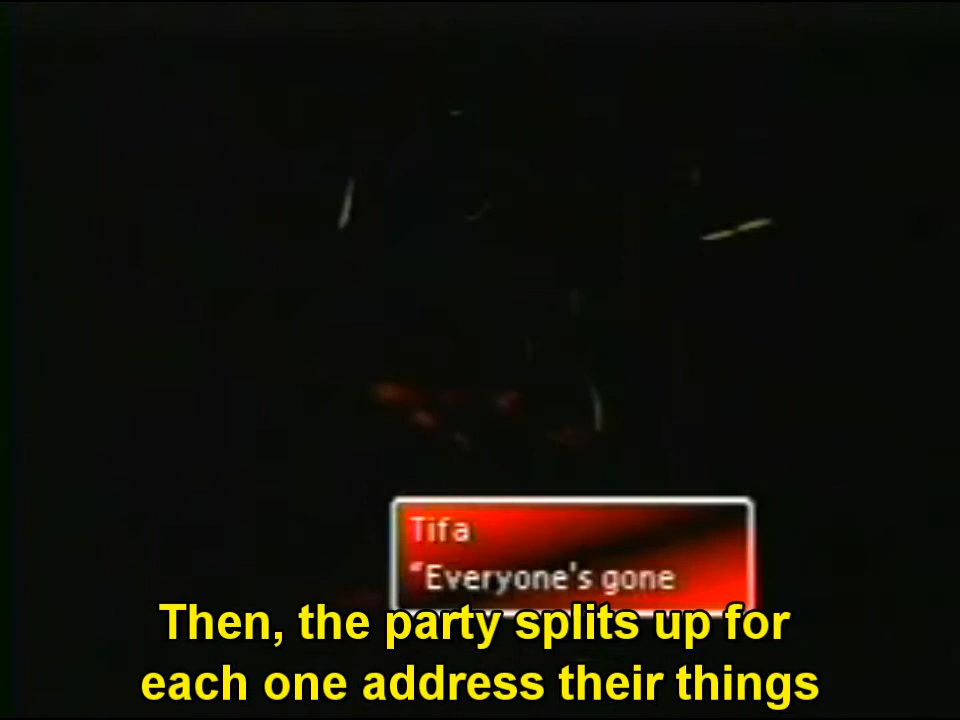 Tifa
“Everyone's gone
Then, the party splits up for
each one address their things